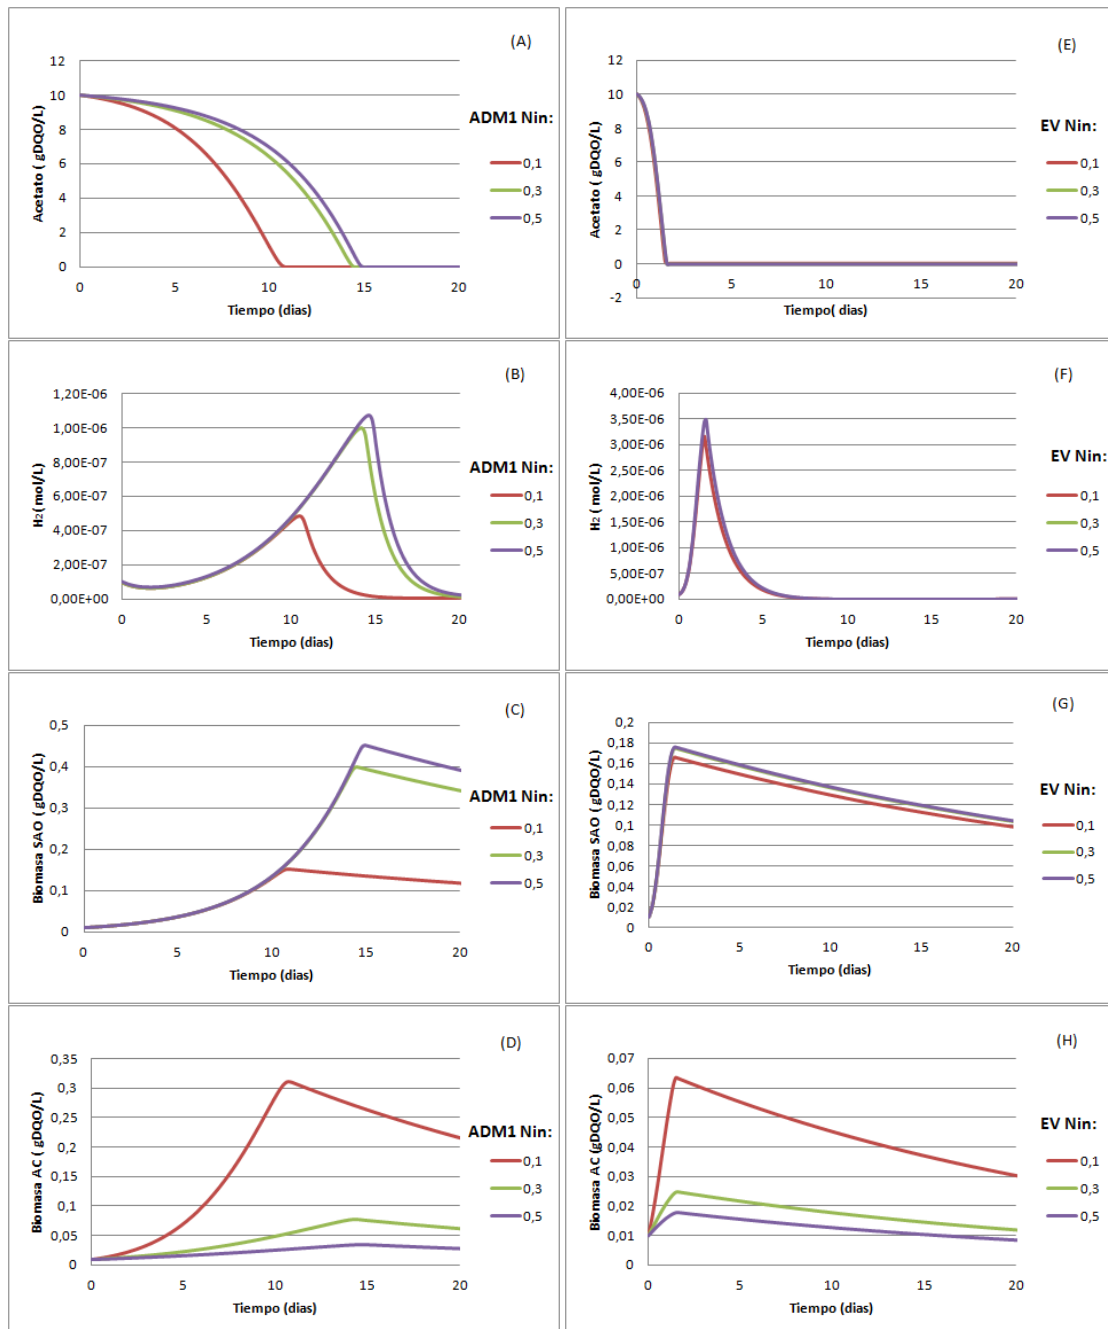 (A)
12
10
8
6
4
2
0
0 5 10 15 20
Acetato ( gDQO/L)
Tiempo (dias)
ADM1 Nin:
0,1
0,3
0,5
(E)
12
10
8
6
4
2
0
-2
0 5 10 15 20
Acetato ( gDQO/L)
Tiempo( dias)
EV Nin:
0,1
0,3
0,5
(B)
1,20E-06
1,00E-06
8,00E-07
6,00E-07
4,00E-07
2,00E-07
0,00E+00
0 5 10 15 20
H₂ ( mol/L)
Tiempo (dias)
ADM1 Nin:
0,1
0,3
0,5
(F)
4,00E-06
3,50E-06
3,00E-06
2,50E-06
2,00E-06
1,50E-06
1,00E-06
5,00E-07
0,00E+00
0 5 10 15 20
H₂ ( mol/L)
Tiempo (dias)
EV Nin:
0,1
0,3
0,5
(C)
0,5
0,4
0,3
0,2
0,1
0
0 5 10 15 20
Biomasa SAO ( gDQO/L)
Tiempo (dias)
ADM1 Nin:
0,1
0,3
0,5
(G)
0,2
0,18
0,16
0,14
0,12
0,1
0,08
0,06
0,04
0,02
0
0 5 10 15 20
Biomasa SAO (gDQO/L)
Tiempo (dias)
EV Nin:
0,1
0,3
0,5
(D)
0,35
0,3
0,25
0,2
0,15
0,1
0,05
0
0 5 10 15 20
Biomasa AC ( gDQO/L)
Tiempo (dias)
ADM1 Nin:
0,1
0,3
0,5
(H)
0,07
0,06
0,05
0,04
0,03
0,02
0,01
0
0 5 10 15 20
Biomasa AC (gDQO/L)
Tiempo (dias)
EV Nin:
0,1
0,3
0,5